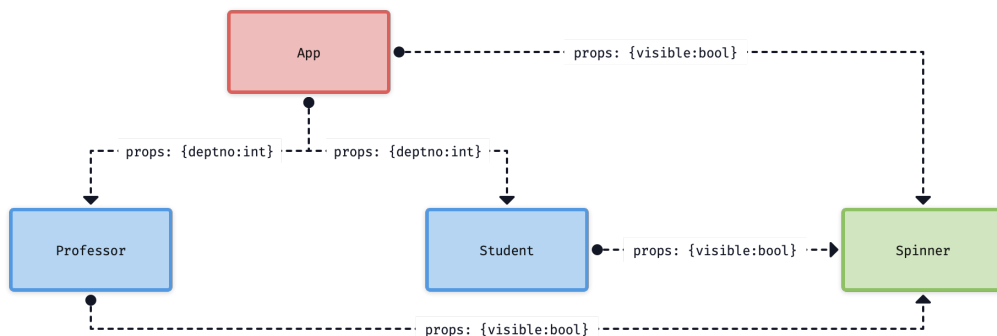 App
props: {visible:bool}
props: {deptno:int}
props: {deptno:int}
Professor
Student
props: {visible:bool}
Spinner
props: {visible:bool}